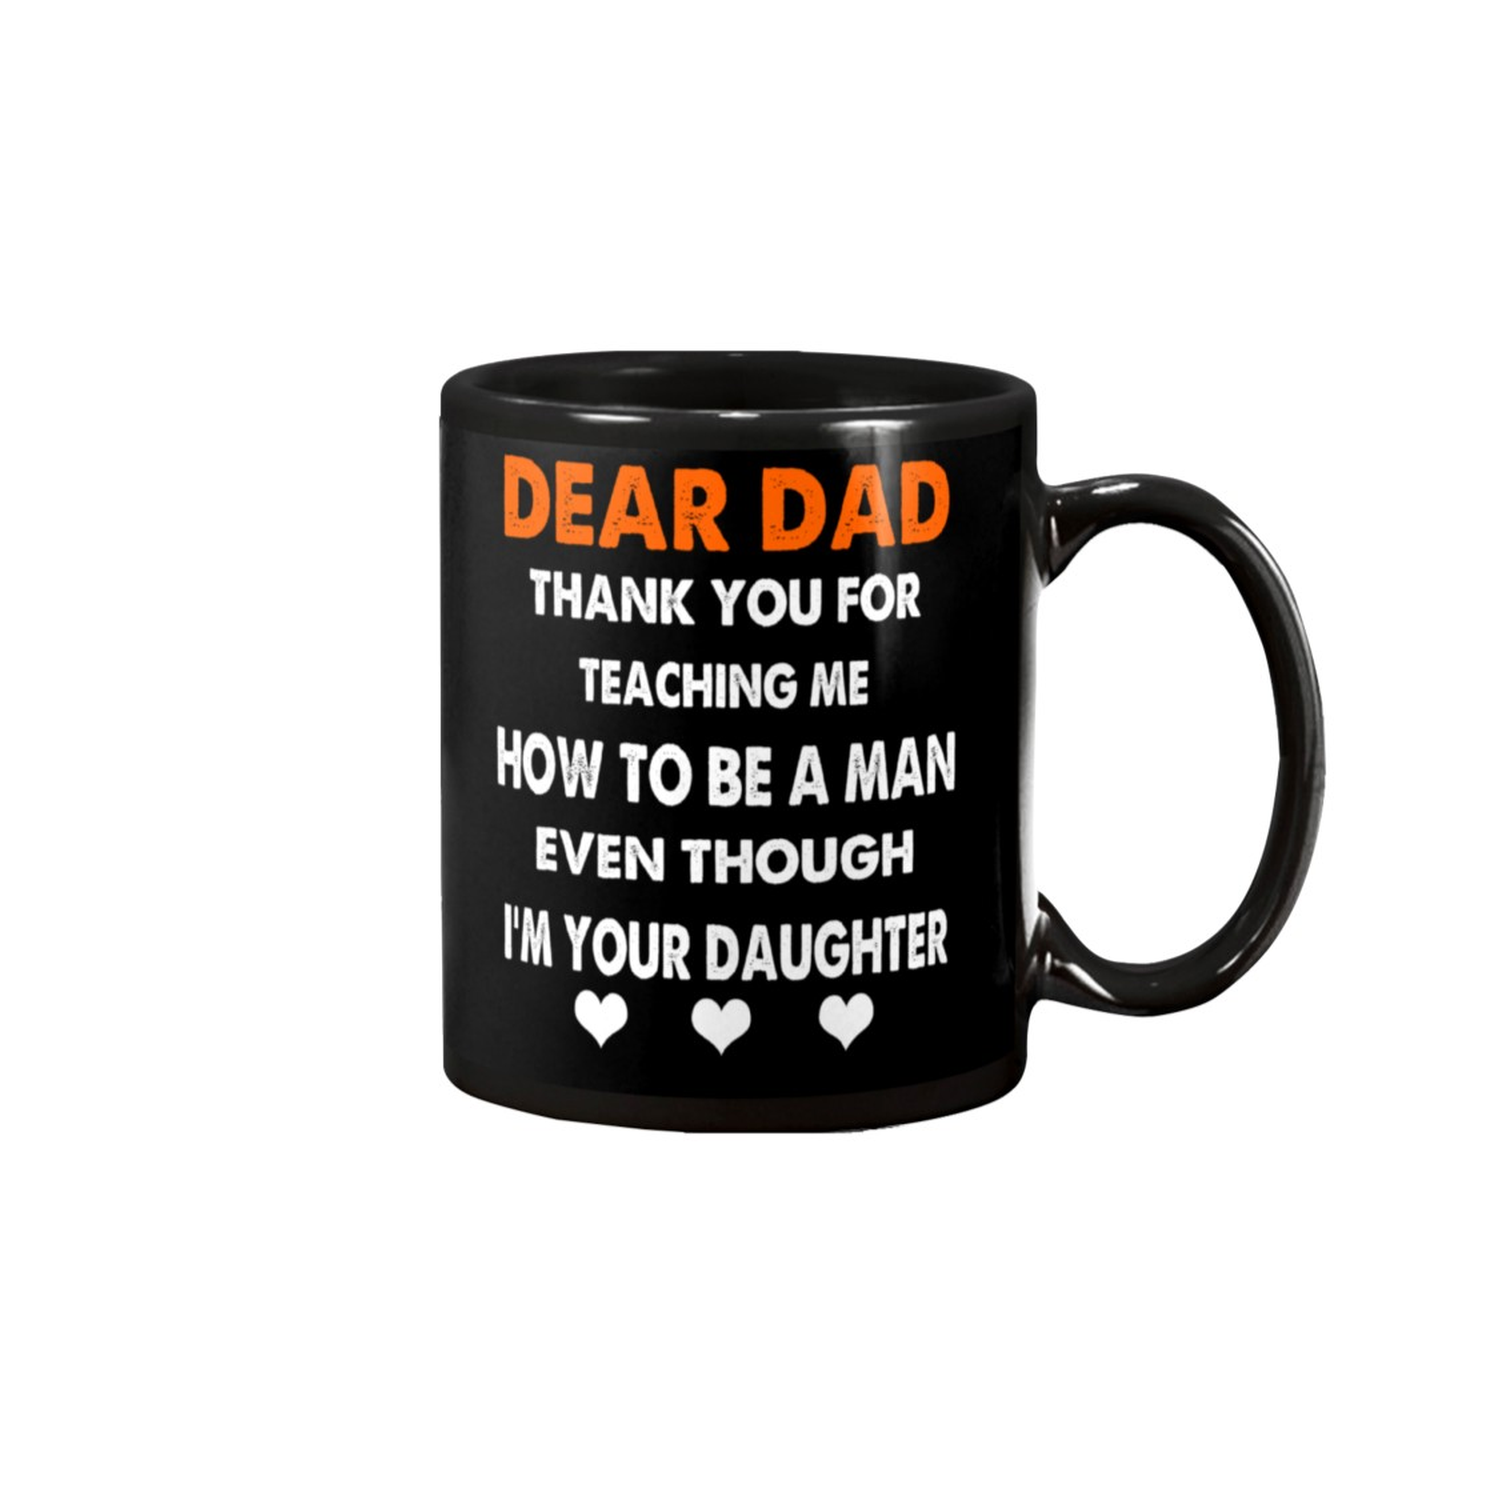 DEAR DAD
THANK YOU FOR
TEACHING ME
HOW TO BE A MAN
EVEN THOUGH
I'M YOUR DAUGHTER